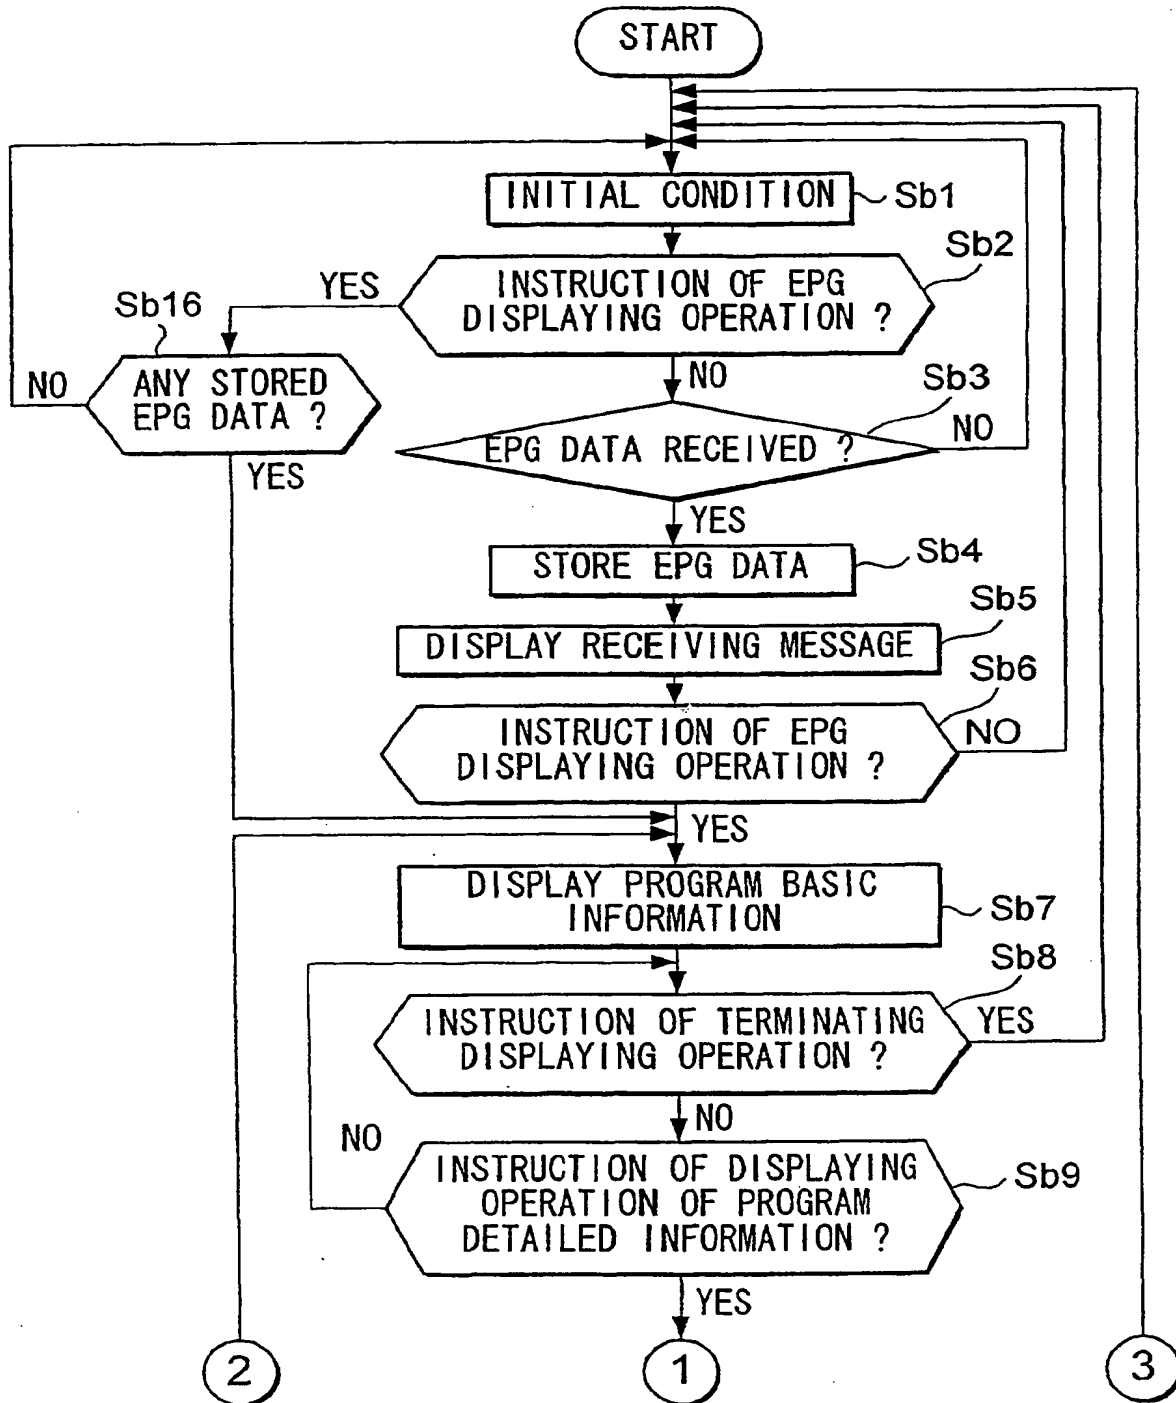 START
INITIAL CONDITION
Sb1
Sb2
INSTRUCTION OF EPG
DISPLAYING OPERATION ?
YES
Sb16
NO
ANY STORED
EPG DATA ?
NO
Sb3
EPG DATA RECEIVED ?
NO
YES
YES
STORE EPG DATA
Sb4
DISPLAY RECEIVING MESSAGE
Sb5
Sb6
INSTRUCTION OF EPG
DISPLAYING OPERATION ?
NO
YES
DISPLAY PROGRAM BASIC
INFORMATION
Sb7
Sb8
INSTRUCTION OF TERMINATING
DISPLAYING OPERATION ?
YES
NO
NO
INSTRUCTION OF DISPLAYING
OPERATION OF PROGRAM
DETAILED INFORMATION ?
Sb9
YES
2
1
3